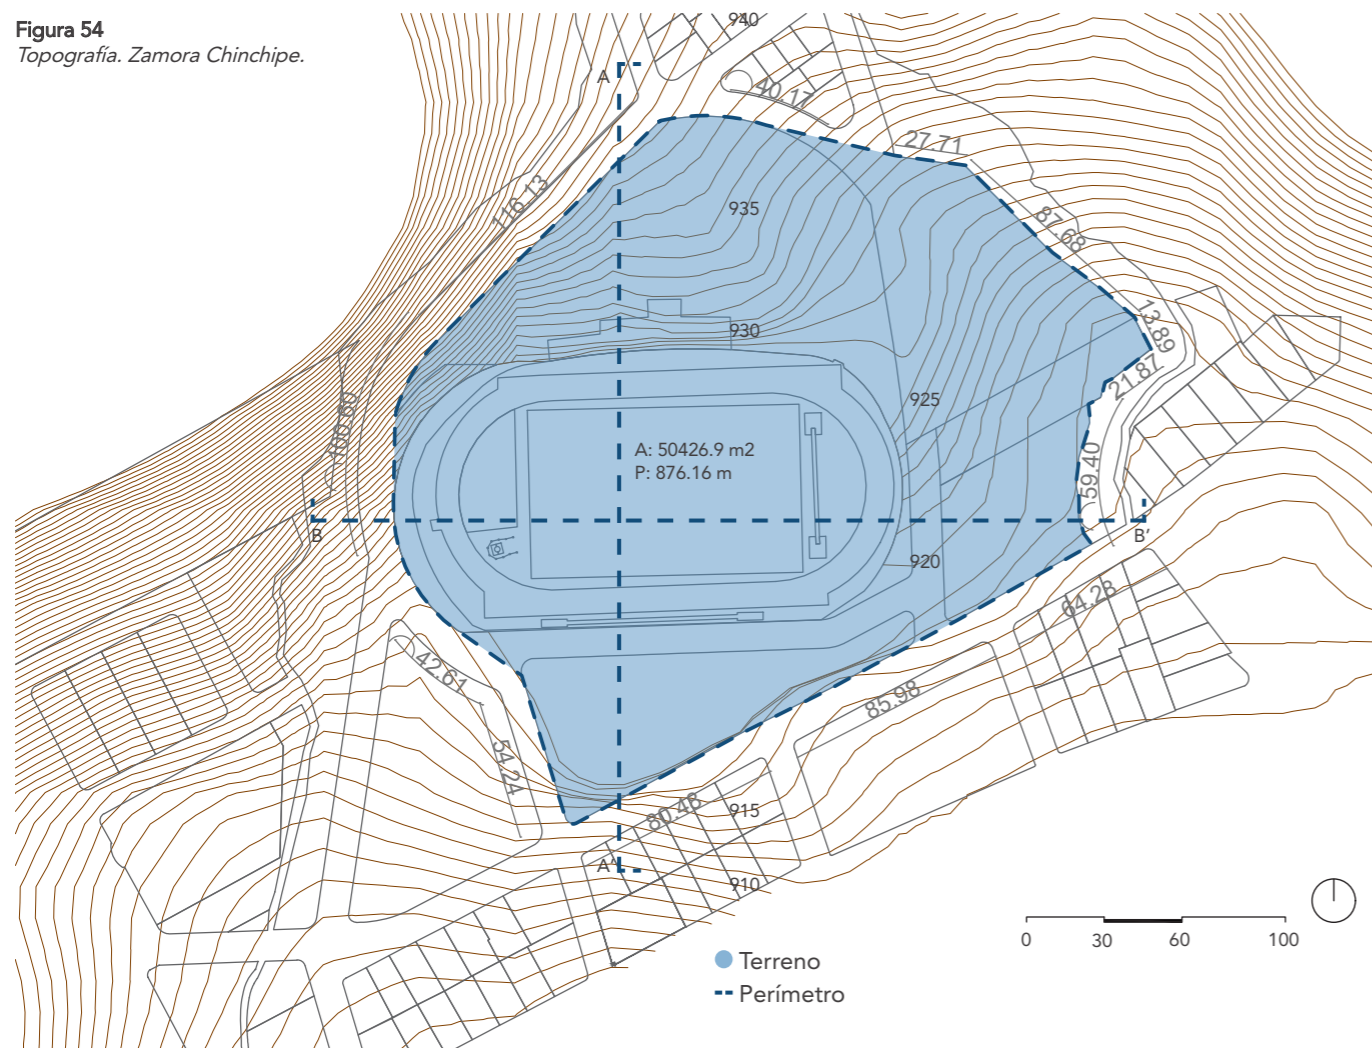 Figura 54
Topografía. Zamora Chinchipe.
940
A
40.17
27.71
116.13
935
87.68
13.89
930
21.87
925
100.60
A: 50426.9 m2
P: 876.16 m
59.40
B
B'
920
64.28
42.61
85.98
54.24
80.48
915
A'
910
0
30
60
100
Terreno
Perímetro